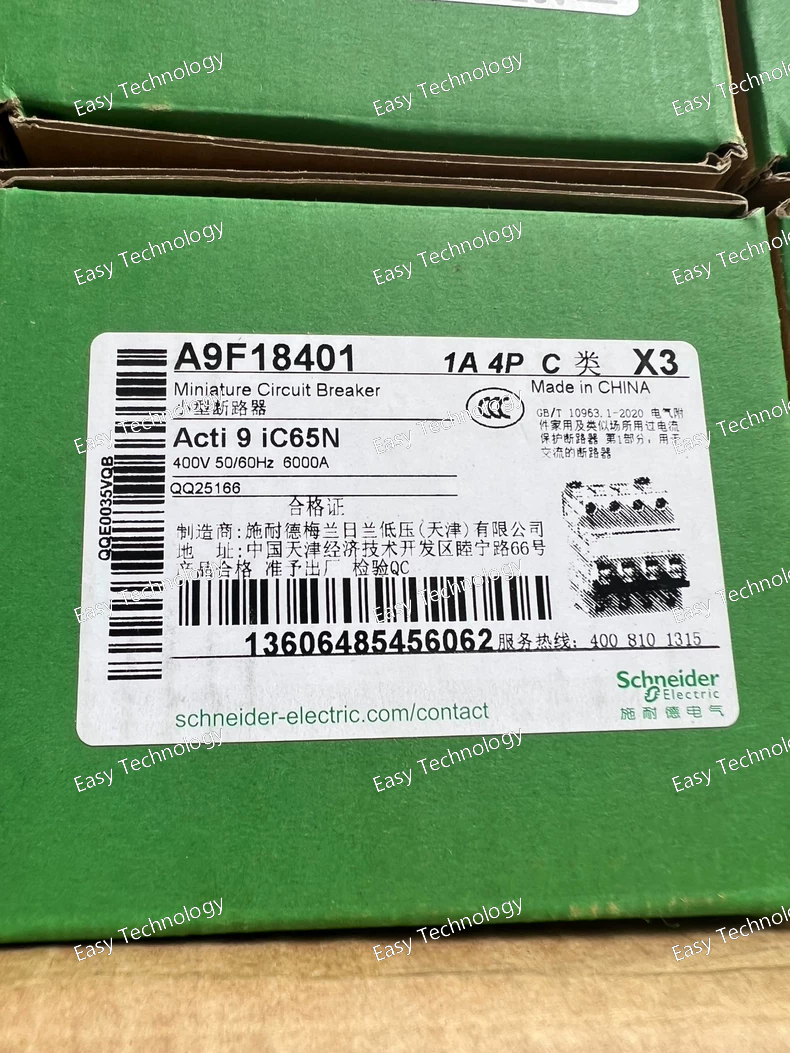 A9F18401 1A 4P C 类 X3
Miniature Circuit Breaker Made in CHINA
小型断路器
CCC
GB/T 10963.1-2020 电气附
件家用及类似场所用过电流
保护断路器 第1部分，用于
交流的断路器
Acti 9 iC65N
400V 50/60Hz 6000A
QQ25166
合格证
制造商:施耐德梅兰日兰低压(天津)有限公司
地 址:中国天津经济技术开发区睦宁路66号
产品合格 准予出厂 检验QC
13606485456062 服务热线: 400 810 1315
QQE0035VQB
Schneider
Electric
施耐德电气
schneider-electric.com/contact
Easy Technology